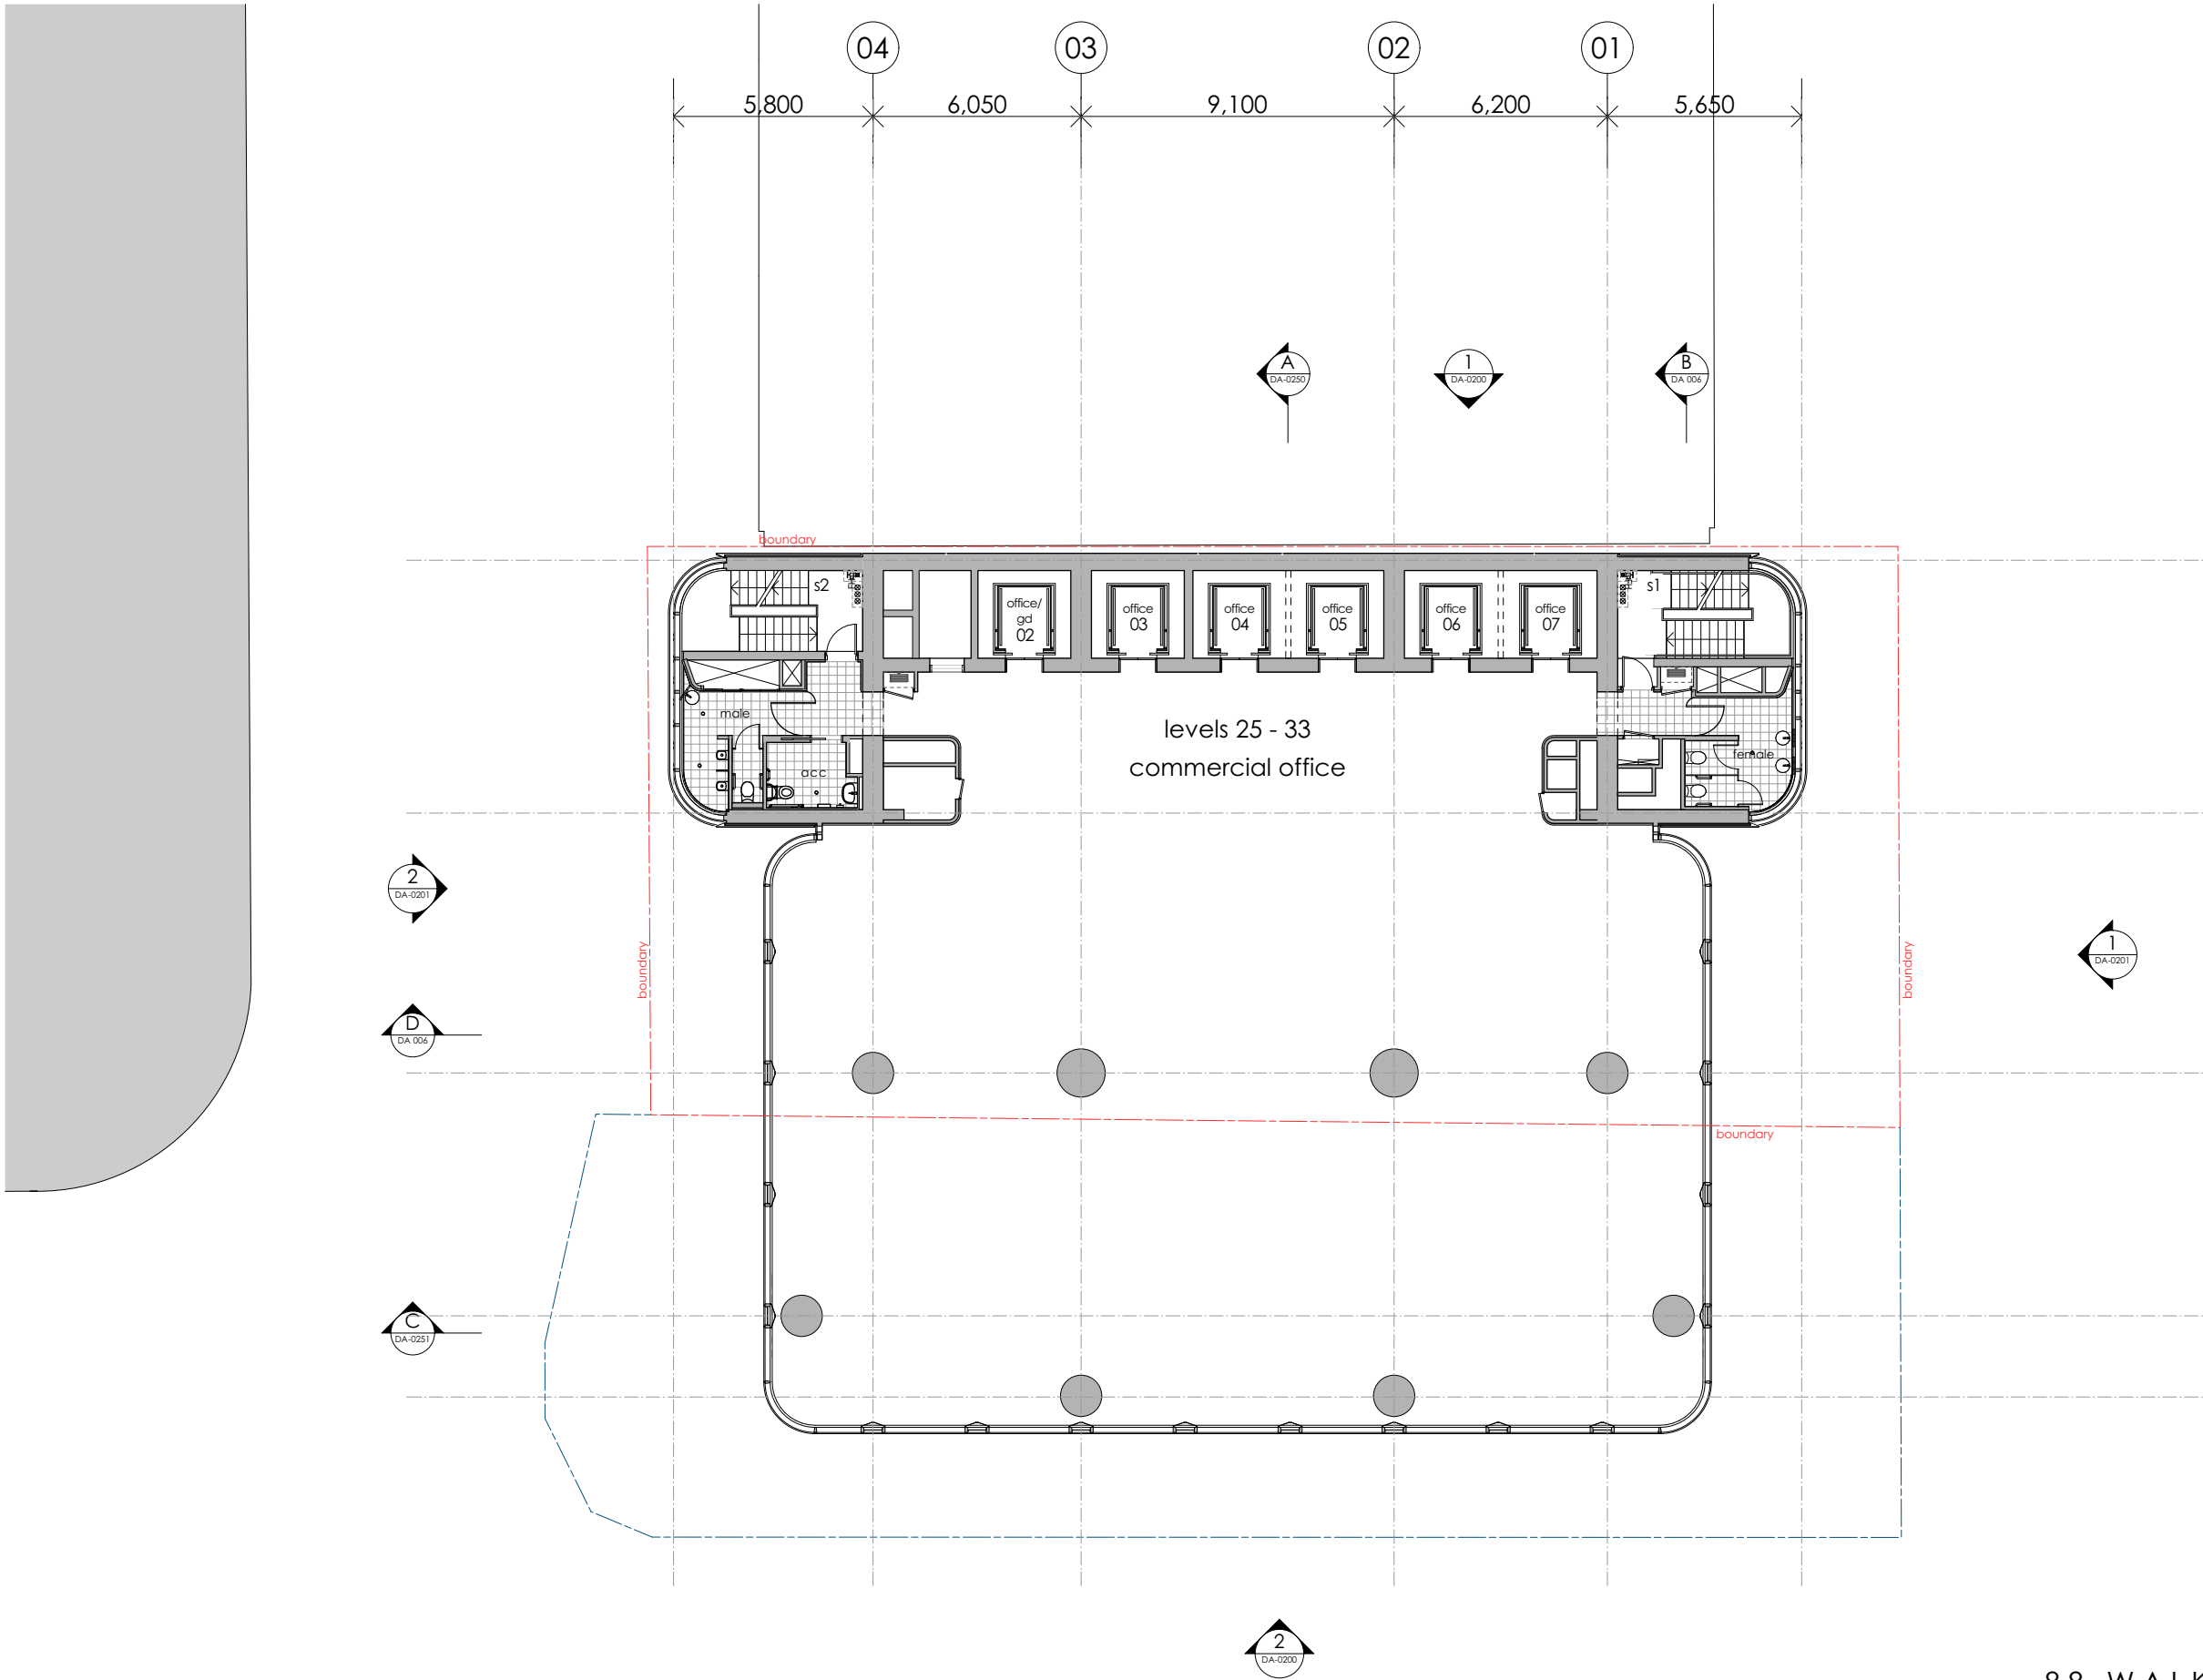 04
03
02
01
5,800
6,050
9,100
6,200
5,650
A
DA-0250
1
DA-0200
B
DA 006
boundary
s2
office/
gd
02
office
03
office
04
office
05
office
06
office
07
s1
male
acc
female
levels 25 - 33
commercial office
2
DA-0201
boundary
boundary
1
DA-0201
D
DA 006
boundary
C
DA-0251
2
DA-0200